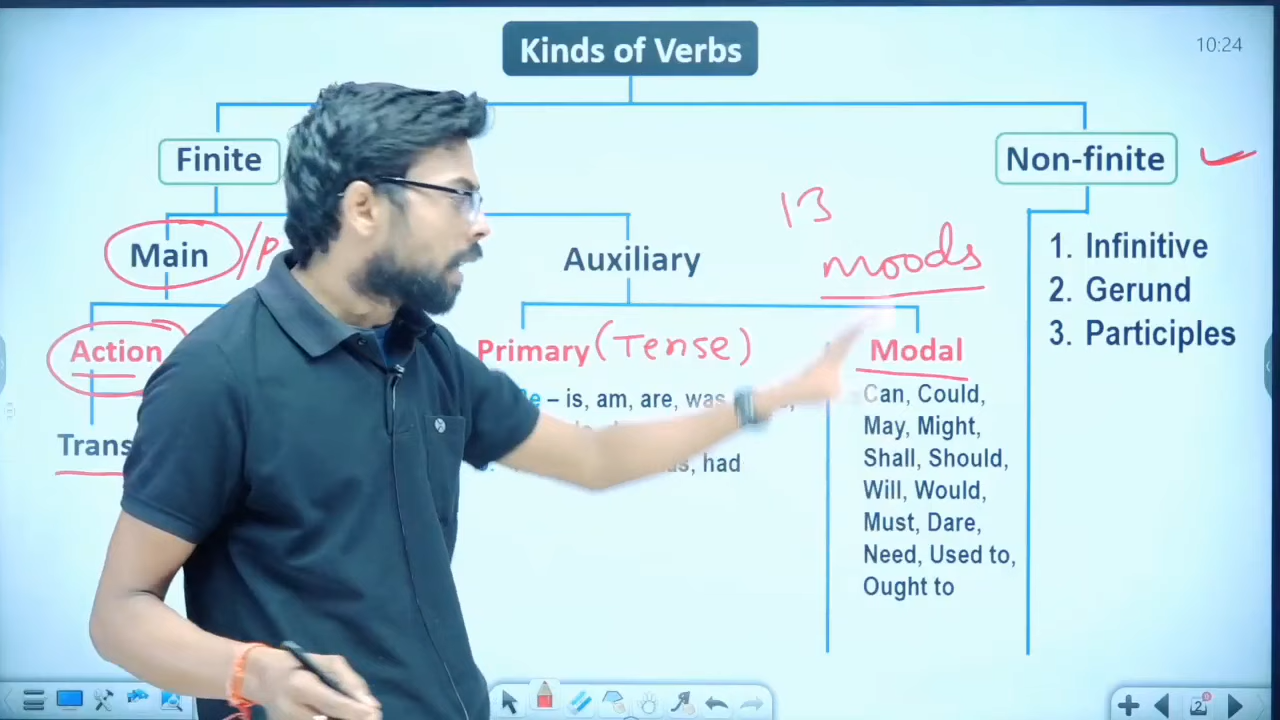 Kinds of Verbs
10:24
Finite
Non-finite
13
moods
Main /P
Auxiliary
1. Infinitive
2. Gerund
3. Participles
Action
Primary (Tense)
Modal
– is, am, are, was
had
Trans
Can, Could,
May, Might,
Shall, Should,
Will, Would,
Must, Dare,
Need, Used to,
Ought to
2